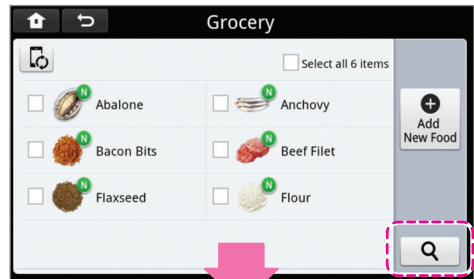 Grocery
Select all 6 items
N
Abalone
N
Anchovy
N
Bacon Bits
N
Beef Filet
N
Flaxseed
N
Flour
Add
New Food